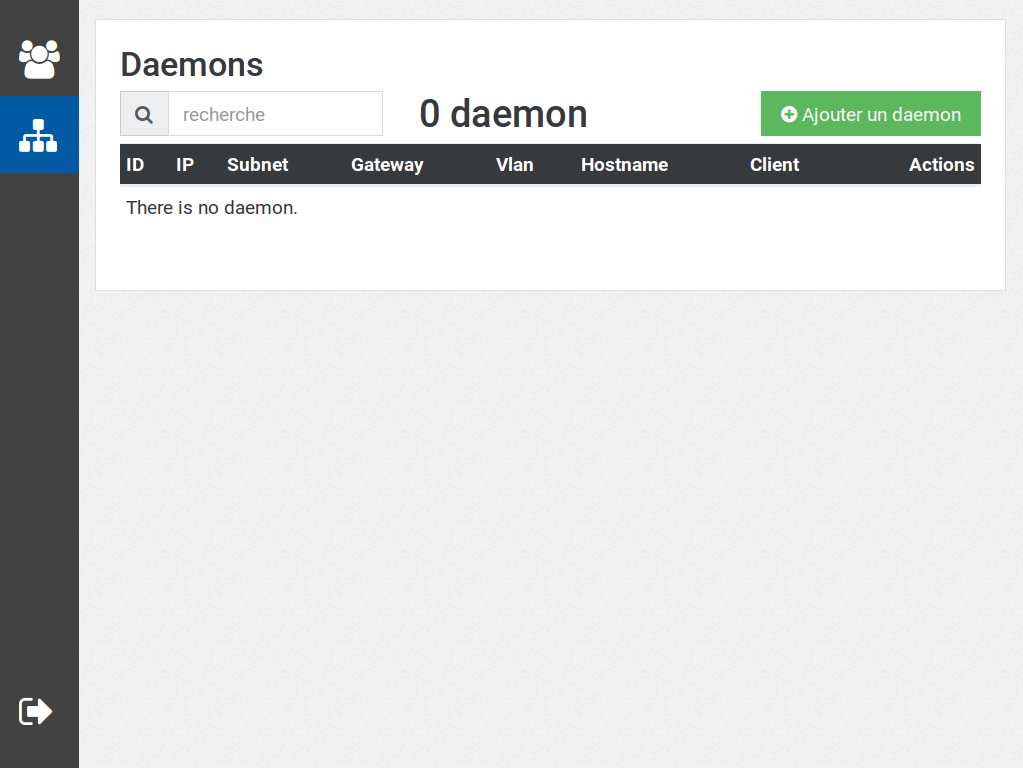 Daemons
recherche
0 daemon
Ajouter un daemon
ID IP Subnet Gateway Vlan Hostname Client Actions
There is no daemon.